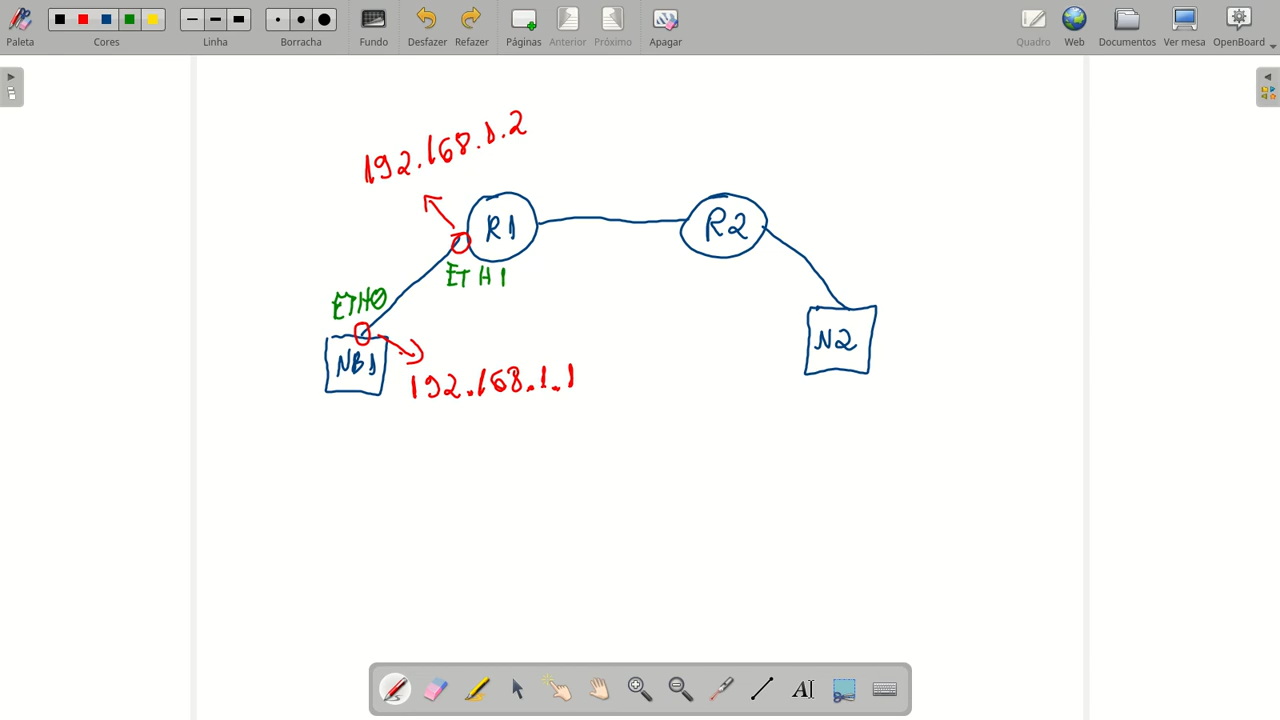 Paleta
Cores
Linha
Borracha
Fundo
Desfazer
Refazer
Páginas
Anterior
Próximo
Apagar
Quadro
Web
Documentos
Ver mesa
OpenBoard
192.168.1.2
R1
R2
ETH1
ETH0
NB1
N2
192.168.1.1
AI